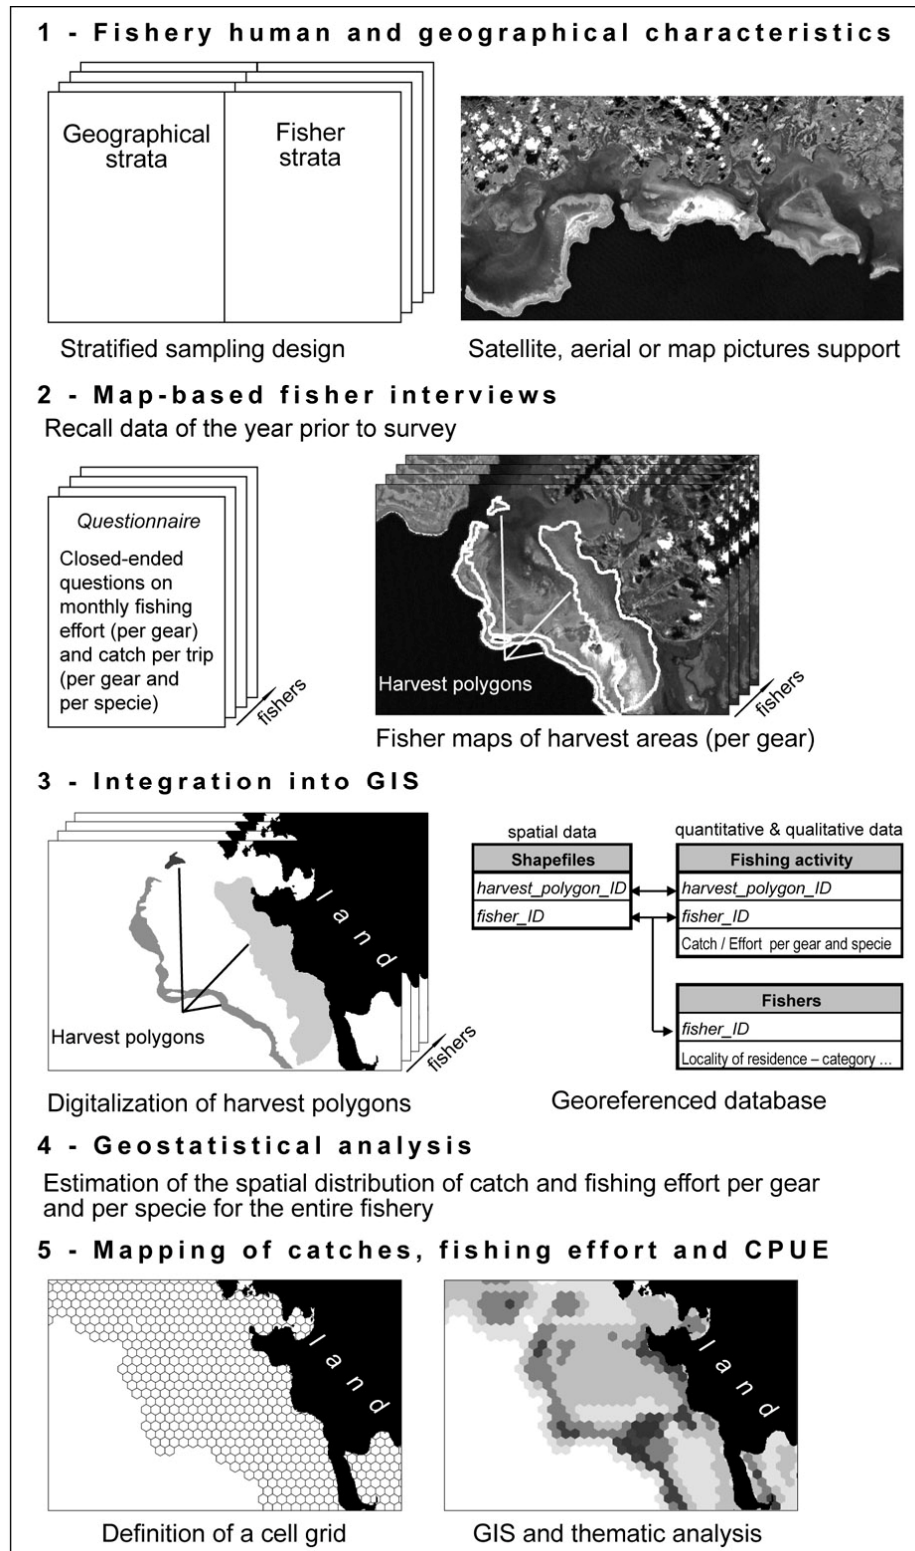 1 - Fishery human and geographical characteristics
Geographical
strata
Fisher
strata
Stratified sampling design
Satellite, aerial or map pictures support
2 - Map-based fisher interviews
Recall data of the year prior to survey
Questionnaire
Closed-ended
questions on
monthly fishing
effort (per gear)
and catch per trip
(per gear and
per specie)
fishers
Harvest polygons
fishers
Fisher maps of harvest areas (per gear)
3 - Integration into GIS
land
Harvest polygons
fishers
Digitalization of harvest polygons
spatial data
Shapefiles
harvest_polygon_ID
fisher_ID
quantitative & qualitative data
Fishing activity
harvest_polygon_ID
fisher_ID
Catch / Effort per gear and specie
Fishers
fisher_ID
Locality of residence – category ...
Georeferenced database
4 - Geostatistical analysis
Estimation of the spatial distribution of catch and fishing effort per gear
and per specie for the entire fishery
5 - Mapping of catches, fishing effort and CPUE
land
Definition of a cell grid
land
GIS and thematic analysis